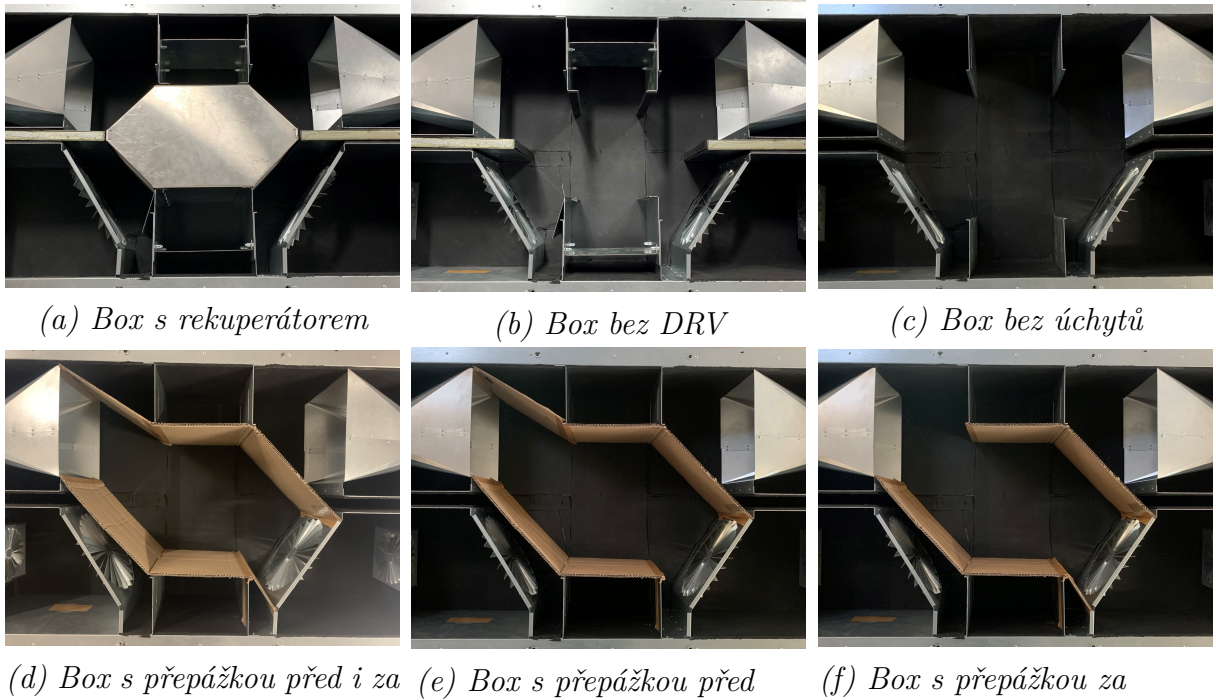 (a) Box s rekuperátorem
(b) Box bez DRV
(c) Box bez úchytů
(d) Box s přepážkou před i za
(e) Box s přepážkou před
(f) Box s přepážkou za